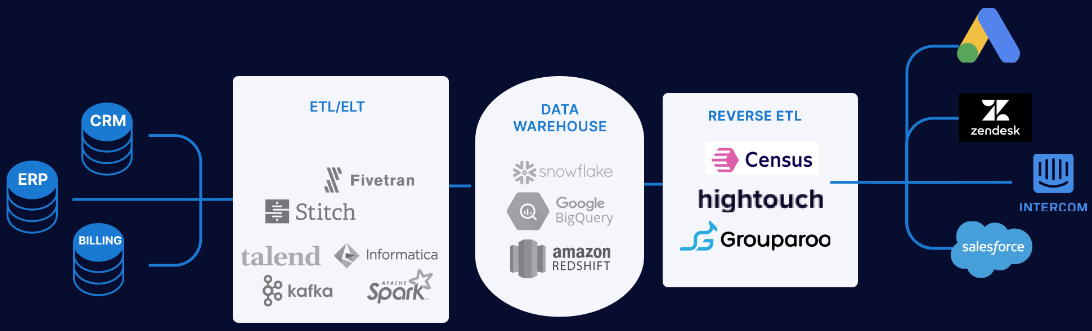 CRM
ERP
BILLING
ETL/ELT
Fivetran
Stitch
talend
Informatica
kafka
APACHE
Spark
DATA
WAREHOUSE
snowflake
Google
BigQuery
amazon
REDSHIFT
REVERSE ETL
Census
hightouch
Grouparoo
zendesk
INTERCOM
salesforce